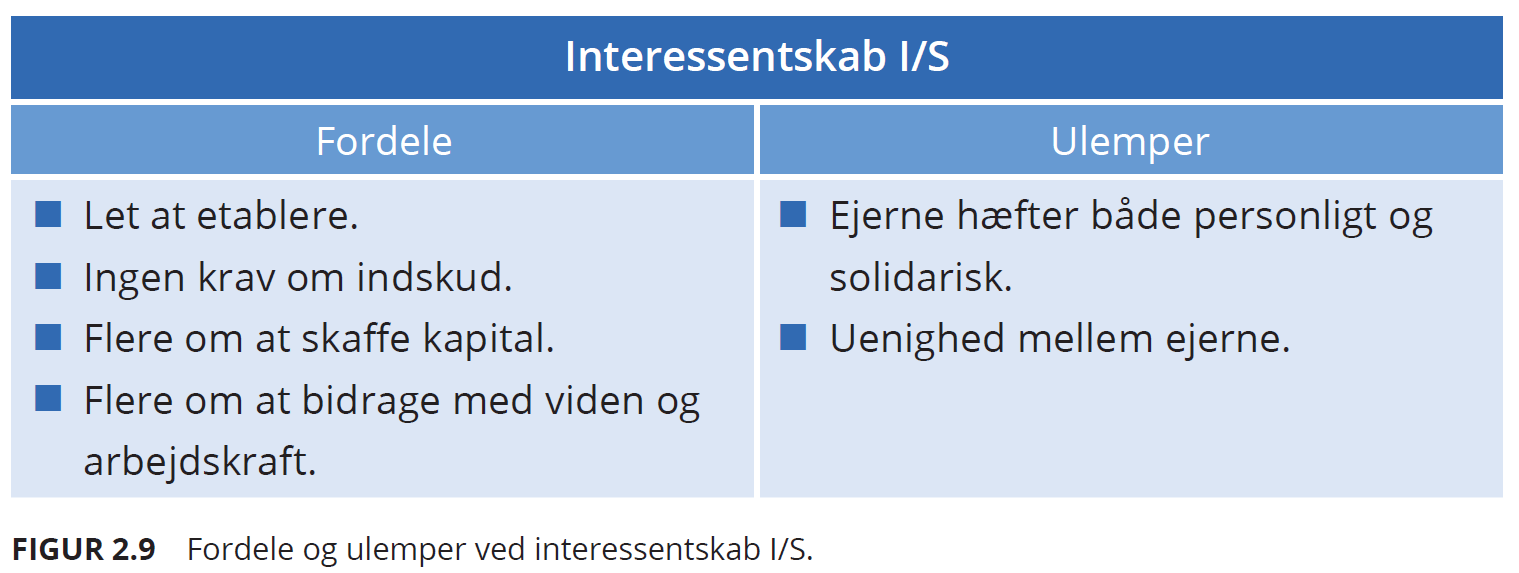 Interessentskab I/S
Fordele
Ulemper
Let at etablere.
Ingen krav om indskud.
Flere om at skaffe kapital.
Flere om at bidrage med viden og
arbejdskraft.
Ejerne hæfter både personligt og
solidarisk.
Uenighed mellem ejerne.
FIGUR 2.9 Fordele og ulemper ved interessentskab I/S.